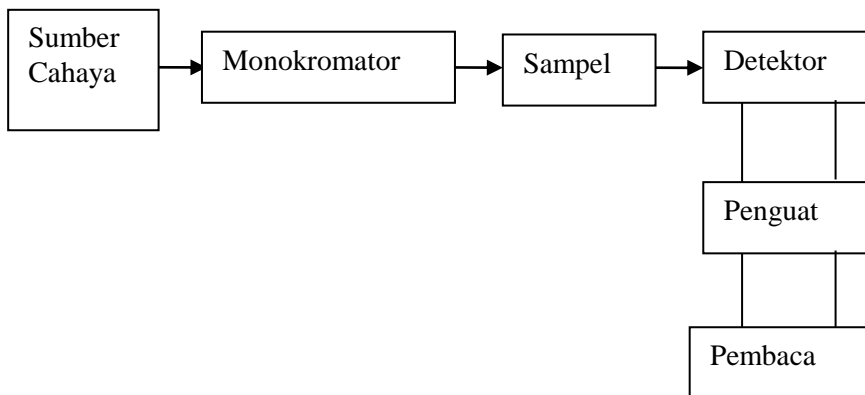 Sumber
Cahaya
Monokromator
Sampel
Detektor
Penguat
Pembaca